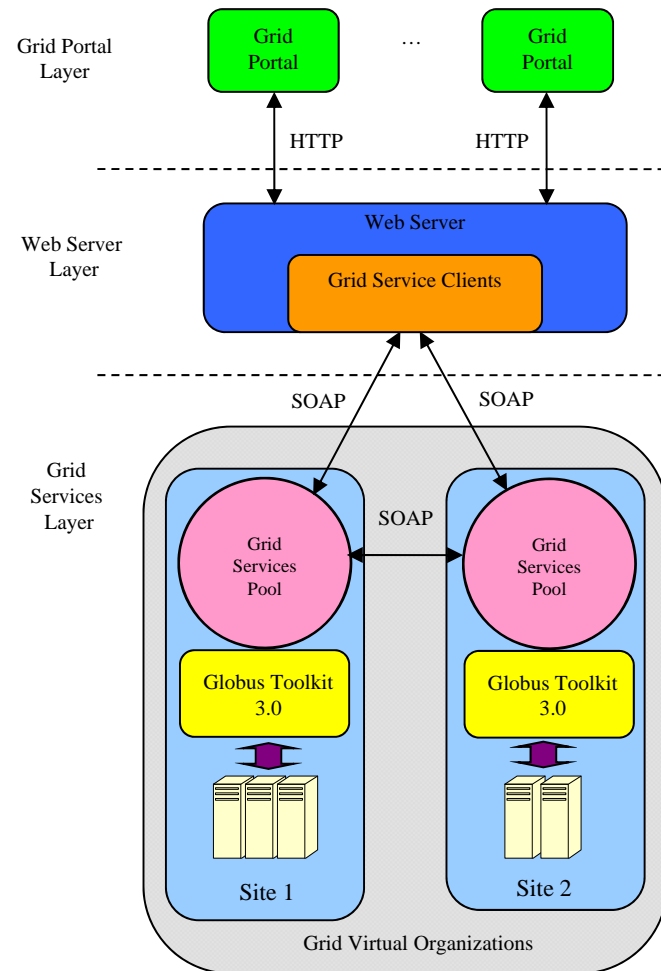 Grid Portal
Layer
Grid
Portal
...
Grid
Portal
HTTP
HTTP
Web Server
Layer
Web Server
Grid Service Clients
SOAP
SOAP
Grid
Services
Layer
SOAP
Grid
Services
Pool
Grid
Services
Pool
Globus Toolkit
3.0
Globus Toolkit
3.0
Site 1
Site 2
Grid Virtual Organizations